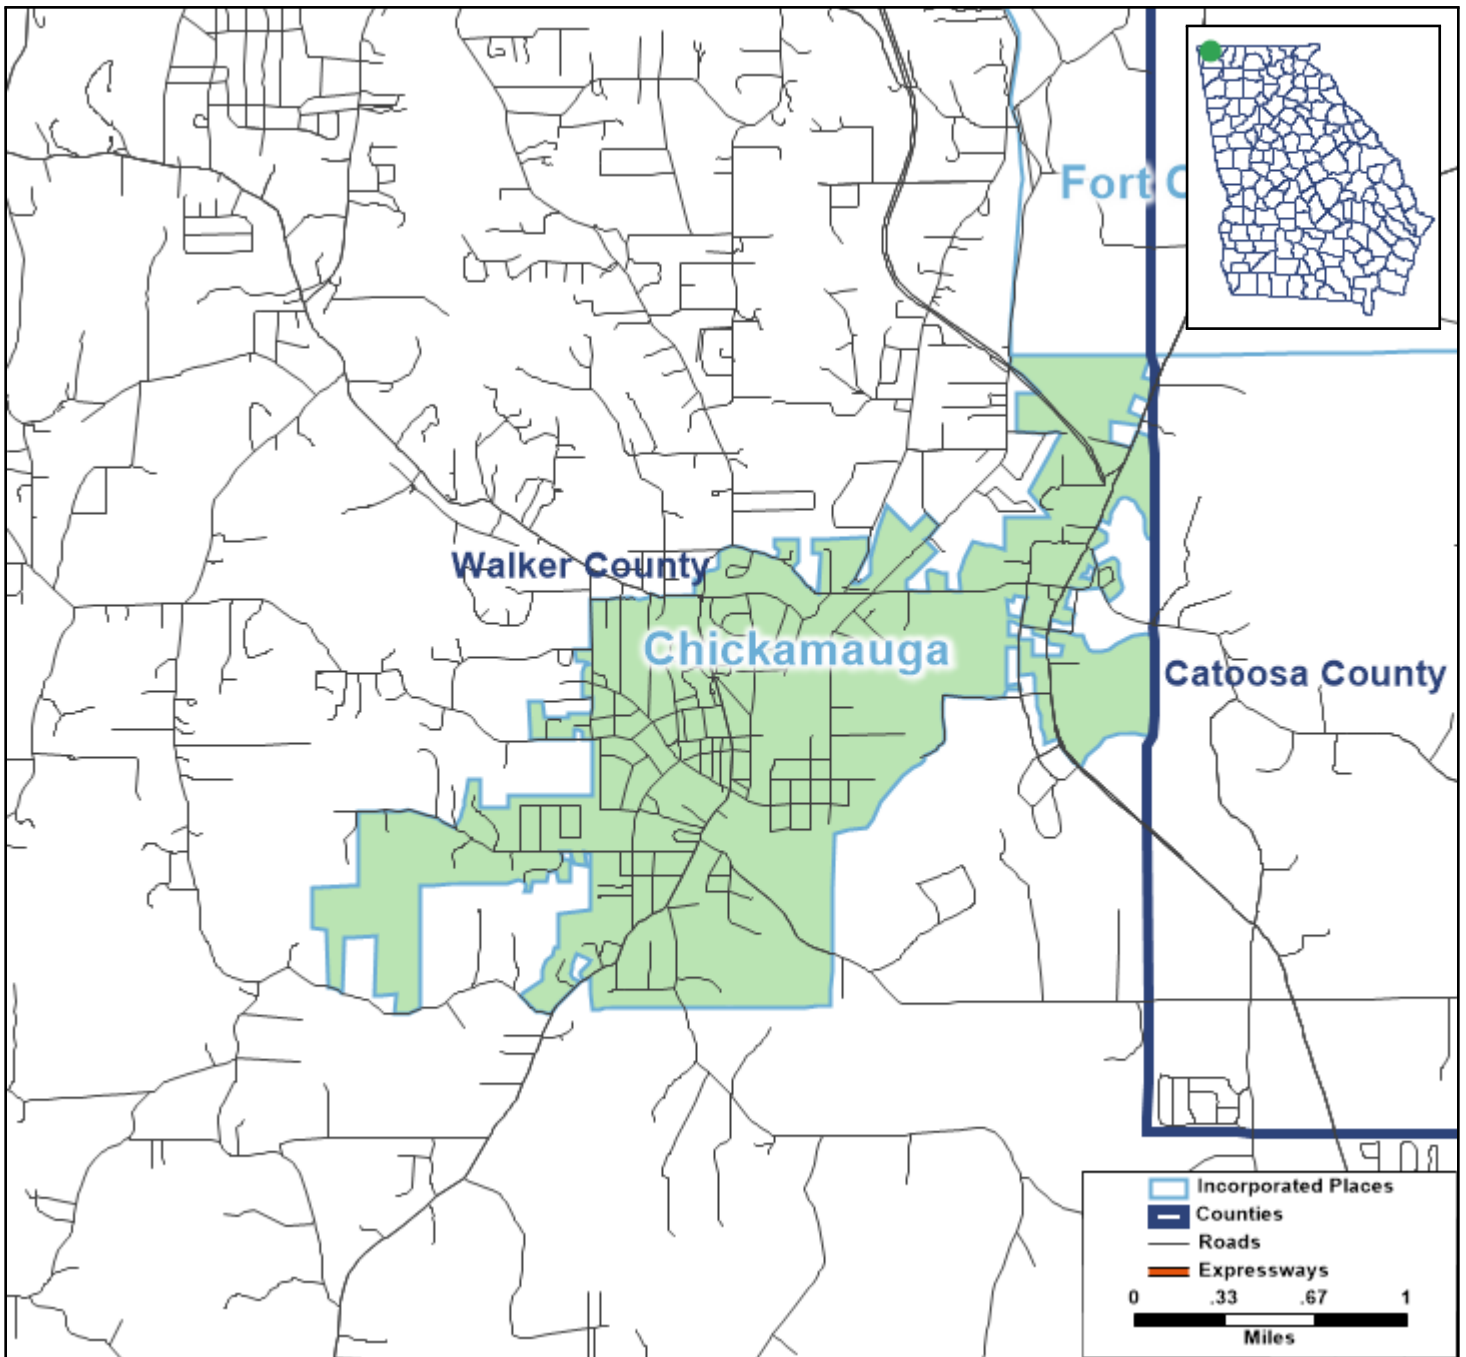 Fort C
Walker County
Chickamauga
Catoosa County
Incorporated Places
Counties
Roads
Expressways
0 .33 .67 1
Miles